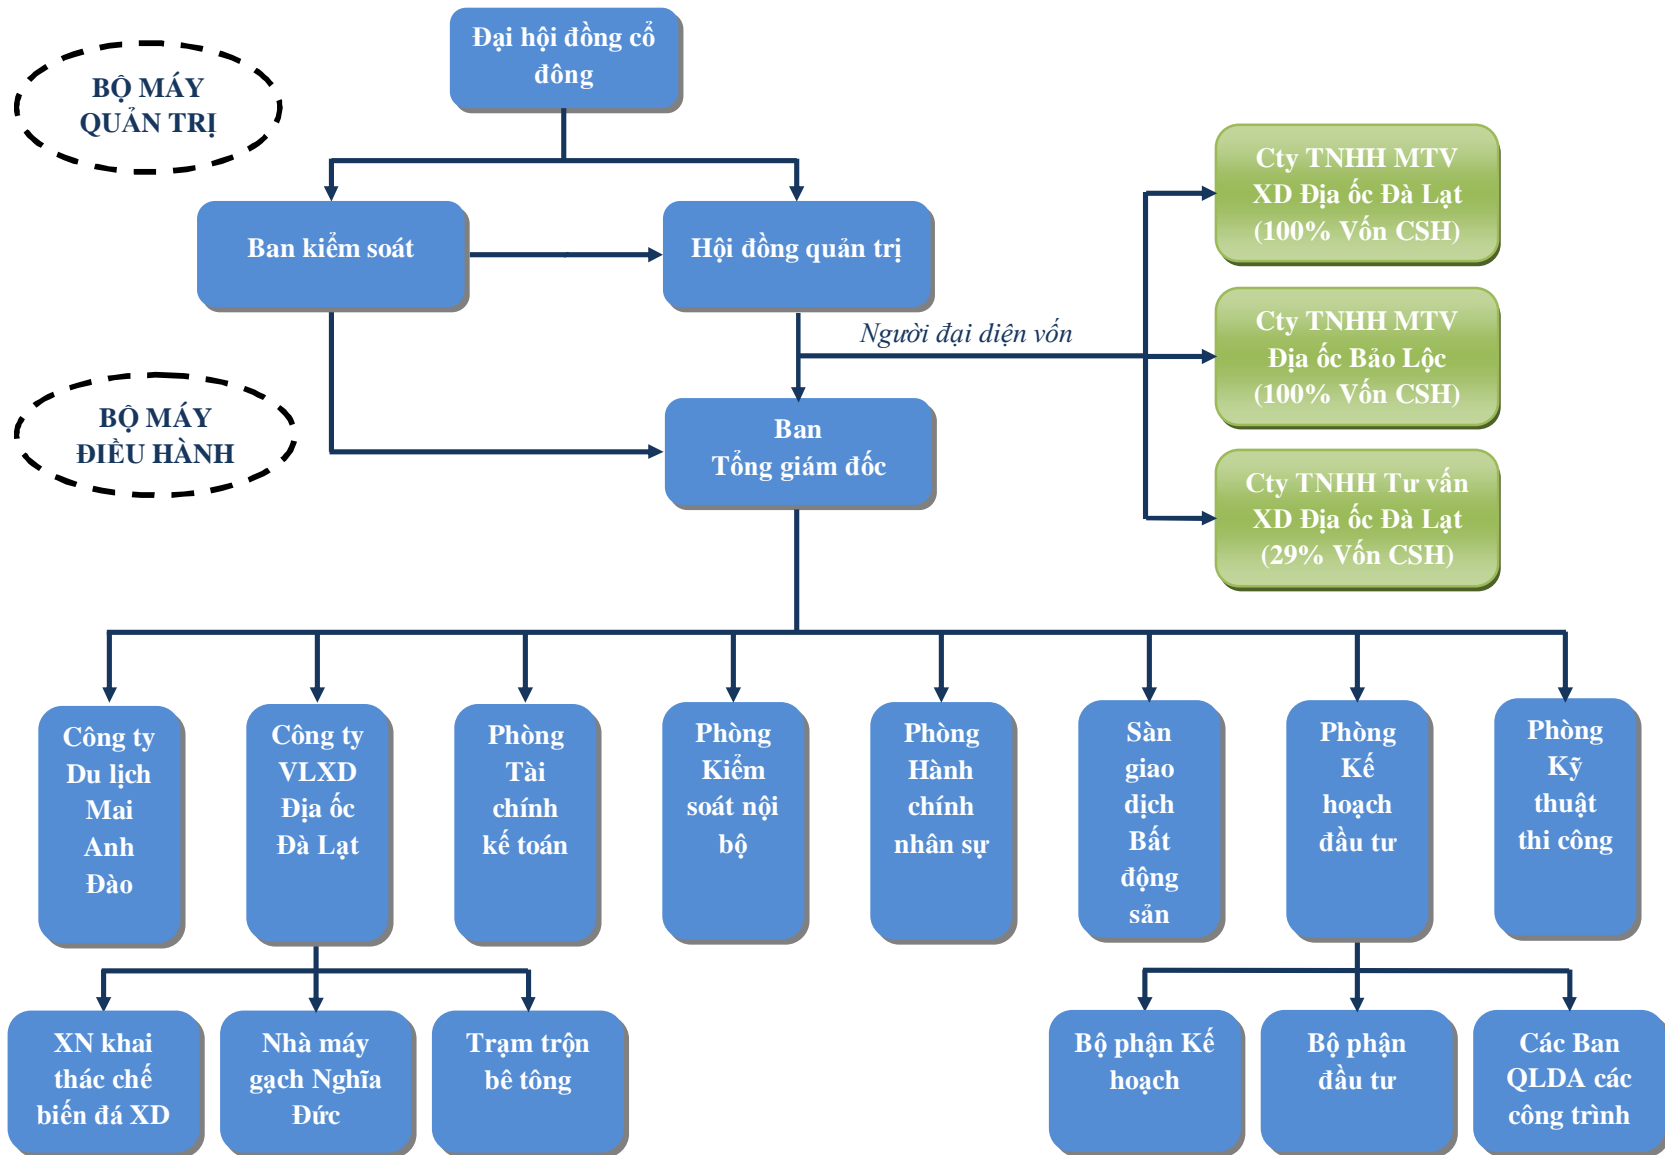 Đại hội đồng cổ
đông
BỘ MÁY
QUẢN TRỊ
Cty TNHH MTV
XD Địa ốc Đà Lạt
(100% Vốn CSH)
Ban kiểm soát
Hội đồng quản trị
Người đại diện vốn
Cty TNHH MTV
Địa ốc Bảo Lộc
(100% Vốn CSH)
BỘ MÁY
ĐIỀU HÀNH
Ban
Tổng giám đốc
Cty TNHH Tư vấn
XD Địa ốc Đà Lạt
(29% Vốn CSH)
Công ty
Du lịch
Mai
Anh
Đào
Công ty
VLXD
Địa ốc
Đà Lạt
Phòng
Tài
chính
kế toán
Phòng
Kiểm
soát nội
bộ
Phòng
Hành
chính
nhân sự
Sàn
giao
dịch
Bất
động
sản
Phòng
Kế
hoạch
đầu tư
Phòng
Kỹ
thuật
thi công
XN khai
thác chế
biến đá XD
Nhà máy
gạch Nghĩa
Đức
Trạm trộn
bê tông
Bộ phận Kế
hoạch
Bộ phận
đầu tư
Các Ban
QLDA các
công trình